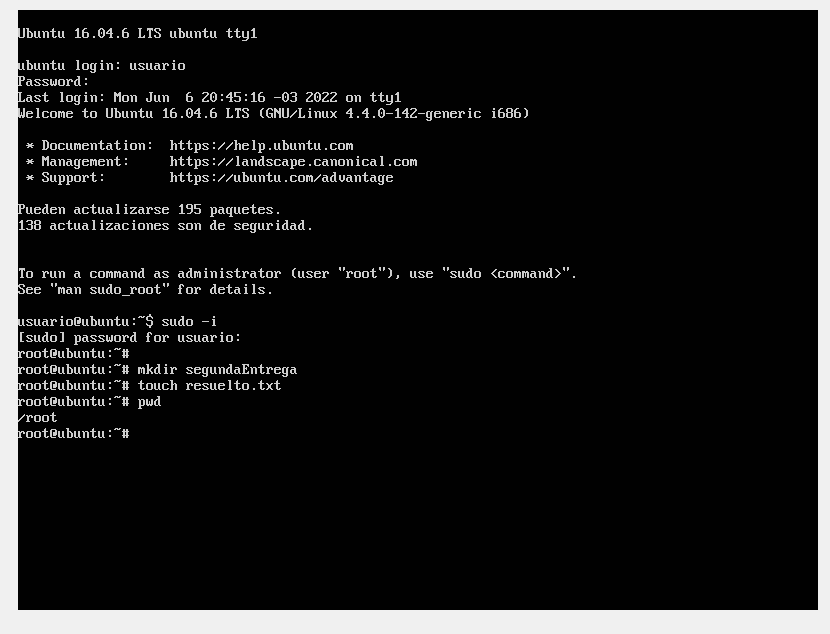 Ubuntu 16.04.6 LTS ubuntu tty1
ubuntu login: usuario
Password:
Last login: Mon Jun  6 20:45:16 -03 2022 on tty1
Welcome to Ubuntu 16.04.6 LTS (GNU/Linux 4.4.0-142-generic i686)
 * Documentation:  https://help.ubuntu.com
 * Management:     https://landscape.canonical.com
 * Support:        https://ubuntu.com/advantage
Pueden actualizarse 195 paquetes.
138 actualizaciones son de seguridad.
To run a command as administrator (user "root"), use "sudo <command>".
See "man sudo_root" for details.
usuario@ubuntu:~$ sudo -i
[sudo] password for usuario:
root@ubuntu:~#
root@ubuntu:~# mkdir segundaEntrega
root@ubuntu:~# touch resuelto.txt
root@ubuntu:~# pwd
/root
root@ubuntu:~#